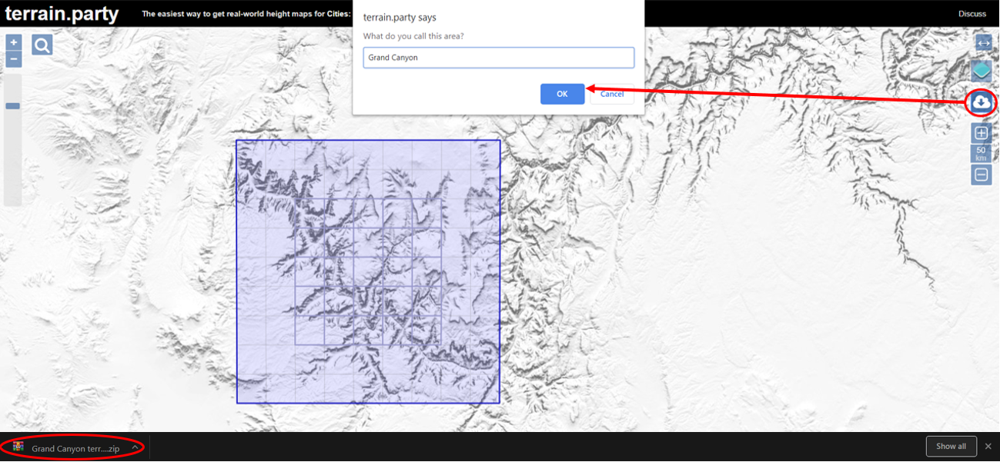 terrain.party
The easiest way to get real-world height maps for Cities:
Discuss
terrain.party says
What do you call this area?
Grand Canyon
OK
Cancel
+
−
50
km
Grand Canyon terr....zip
Show all